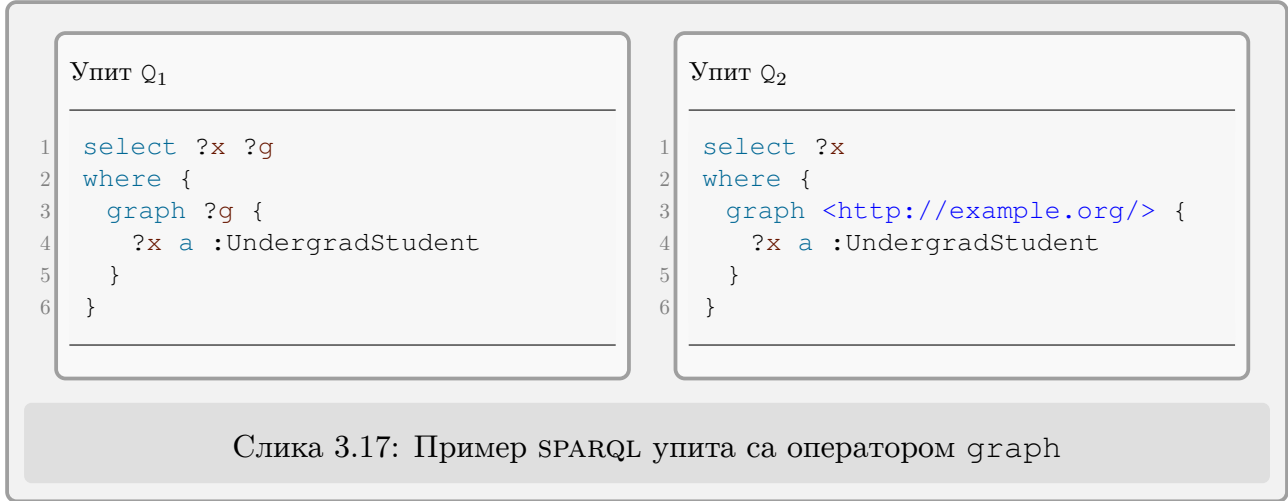 Упит Q₁
1 select ?x ?g
2 where {
3 graph ?g {
4 ?x a :UndergradStudent
5 }
6 }
Упит Q₂
1 select ?x
2 where {
3 graph <http://example.org/> {
4 ?x a :UndergradStudent
5 }
6 }
Слика 3.17: Пример SPARQL упита са оператором graph